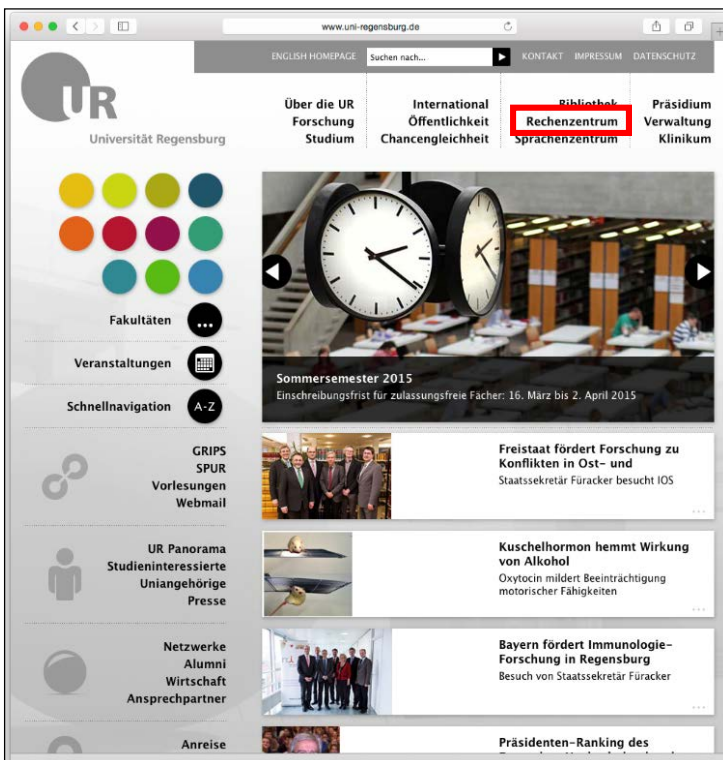 www.uni-regensburg.de
ENGLISH HOMEPAGE
Suchen nach...
KONTAKT IMPRESSUM DATENSCHUTZ
UR
Universität Regensburg
Über die UR
Forschung
Studium
International
Öffentlichkeit
Chancengleichheit
Bibliothek
Rechenzentrum
Sprachenzentrum
Präsidium
Verwaltung
Klinikum
Fakultäten
...
Veranstaltungen
Schnellnavigation
A-Z
Sommersemester 2015
Einschreibungsfrist für zulassungsfreie Fächer: 16. März bis 2. April 2015
GRIPS
SPUR
Vorlesungen
Webmail
Freistaat fördert Forschung zu
Konflikten in Ost- und
Staatssekretär Füracker besucht IOS
...
UR Panorama
Studieninteressierte
Uniangehörige
Presse
Kuschelhormon hemmt Wirkung
von Alkohol
Oxytocin mildert Beeinträchtigung
motorischer Fähigkeiten
...
Netzwerke
Alumni
Wirtschaft
Ansprechpartner
Bayern fördert Immunologie-
Forschung in Regensburg
Besuch von Staatssekretär Füracker
...
Anreise
Präsidenten-Ranking des